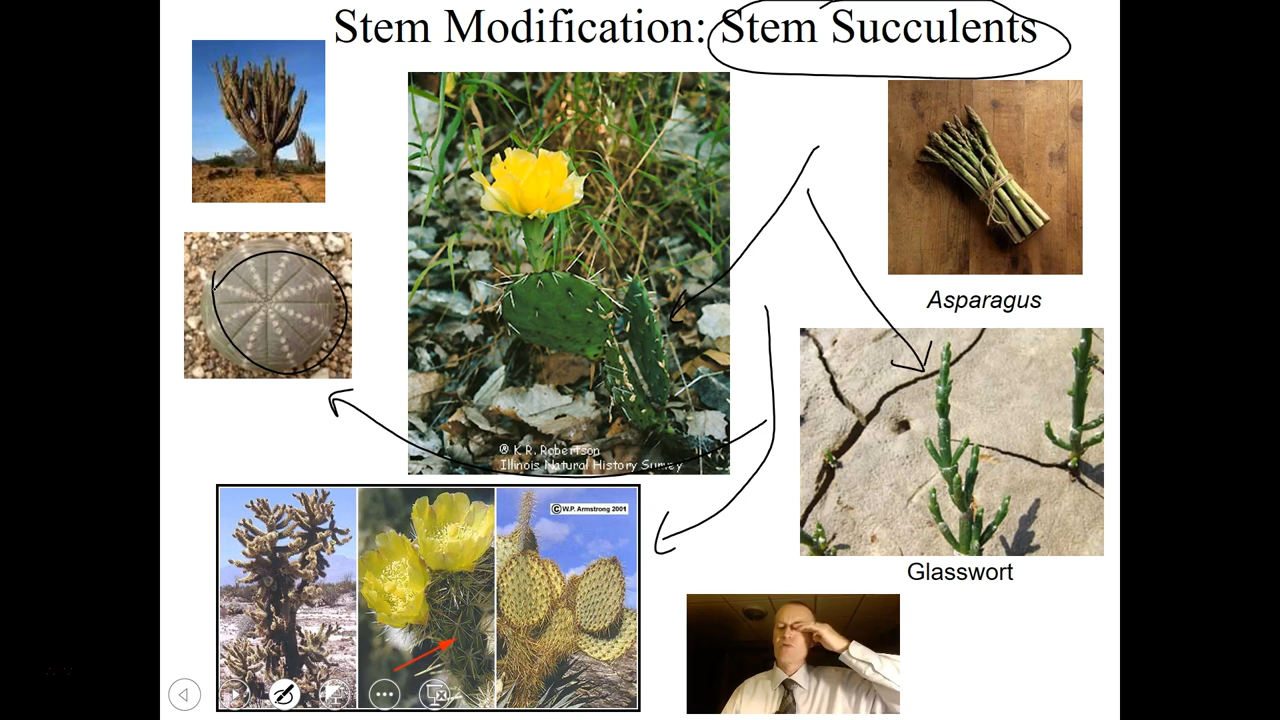 Stem Modification: Stem Succulents
Asparagus
® K.R. Robertson
Illinois Natural History Survey
© W.P. Armstrong 2001
Glasswort